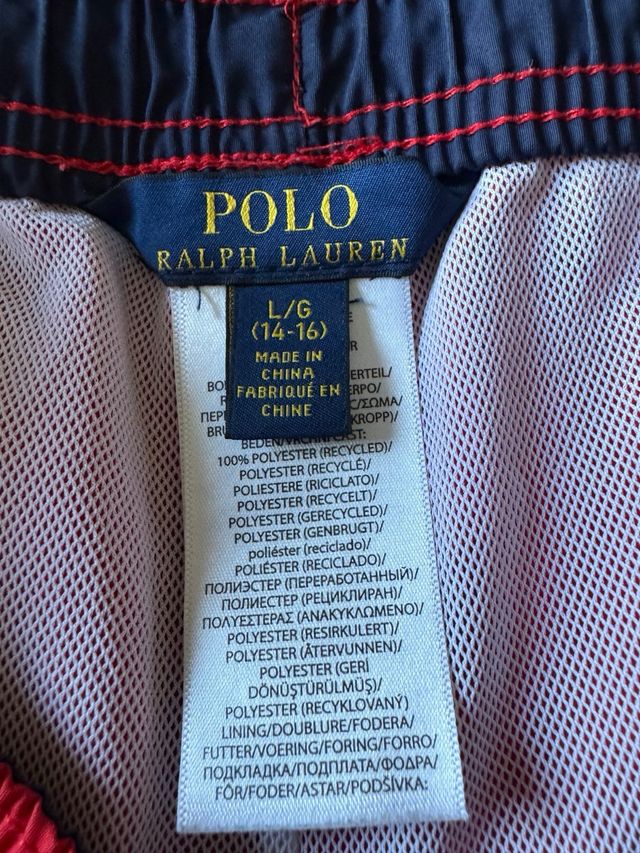 POLO
RALPH LAUREN
L/G
(14-16)
MADE IN
CHINA
FABRIQUÉ EN
CHINE
BEDEN/VRCHNÍ ČÁST:
100% POLYESTER (RECYCLED)/
POLYESTER (RECYCLÉ)/
POLIESTERE (RICICLATO)/
POLYESTER (RECYCELT)/
POLYESTER (GERECYCLED)/
POLYESTER (GENBRUGT)/
poliéster (reciclado)/
POLIÉSTER (RECICLADO)/
ПОЛИЭСТЕР (ПЕРЕРАБОТАННЫЙ)/
ПОЛИЕСТЕР (РЕЦИКЛИРАН)/
ΠΟΛΥΕΣΤΕΡΑΣ (ΑΝΑΚΥΚΛΩΜΕΝΟ)/
POLYESTER (RESIRKULERT)/
POLYESTER (ÅTERVUNNEN)/
POLYESTER (GERİ
DÖNÜŞTÜRÜLMÜŞ)/
POLYESTER (RECYKLOVANÝ)
LINING/DOUBLURE/FODERA/
FUTTER/VOERING/FORING/FORRO/
ПОДКЛАДКА/ПОДПЛАТА/ΦΟΔΡΑ/
FÔR/FODER/ASTAR/PODŠÍVKA: